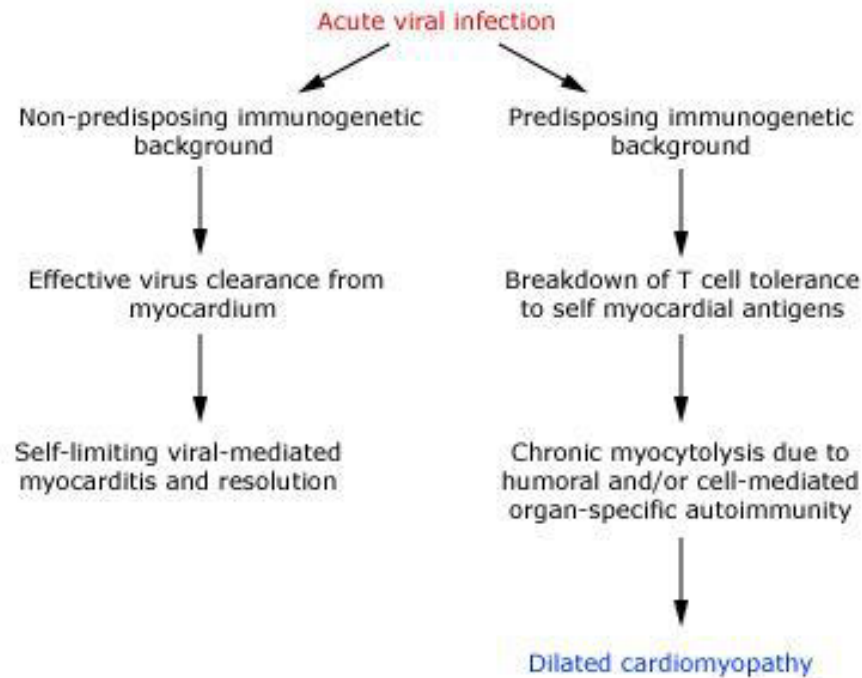 Acute viral infection
Non-predisposing immunogenetic
background
Predisposing immunogenetic
background
Effective virus clearance from
myocardium
Breakdown of T cell tolerance
to self myocardial antigens
Self-limiting viral-mediated
myocarditis and resolution
Chronic myocytolysis due to
humoral and/or cell-mediated
organ-specific autoimmunity
Dilated cardiomyopathy